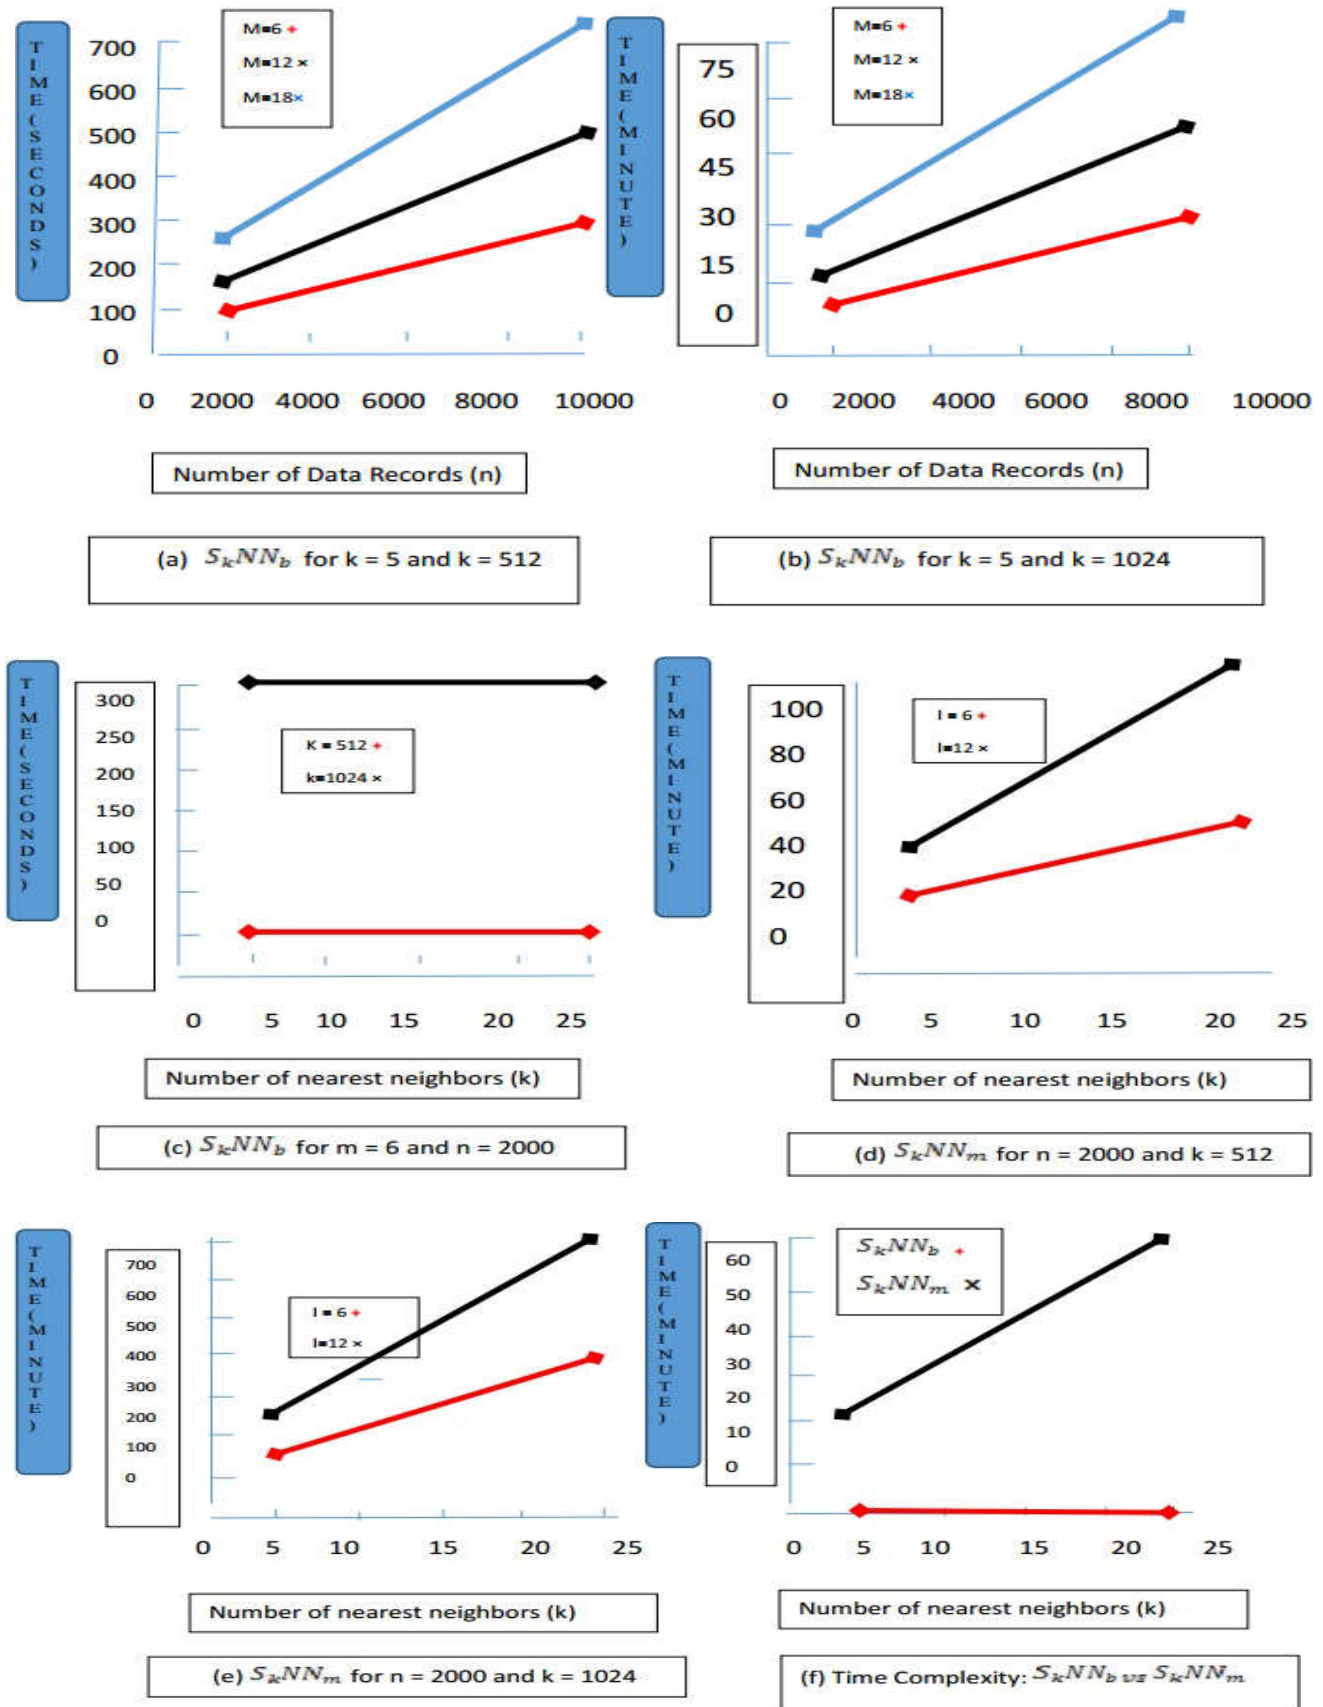 TIME(SECONDS)
700
600
500
400
300
200
100
0
M=6 +
M=12 ×
M=18×
0 2000 4000 6000 8000 10000
Number of Data Records (n)
(a) SkNNb for k = 5 and k = 512
TIME(MINUTE)
75
60
45
30
15
0
M=6 +
M=12 ×
M=18×
0 2000 4000 6000 8000 10000
Number of Data Records (n)
(b) SkNNb for k = 5 and k = 1024
TIME(SECONDS)
300
250
200
150
100
50
0
K = 512 +
k=1024 ×
0 5 10 15 20 25
Number of nearest neighbors (k)
(c) SkNNb for m = 6 and n = 2000
TIME(MINUTE)
100
80
60
40
20
0
l = 6 +
l=12 ×
0 5 10 15 20 25
Number of nearest neighbors (k)
(d) SkNNm for n = 2000 and k = 512
TIME(MINUTE)
700
600
500
400
300
200
100
0
l = 6 +
l=12 ×
0 5 10 15 20 25
Number of nearest neighbors (k)
(e) SkNNm for n = 2000 and k = 1024
TIME(MINUTE)
60
50
40
30
20
10
0
SkNNb +
SkNNm ×
0 5 10 15 20 25
Number of nearest neighbors (k)
(f) Time Complexity: SkNNb vs SkNNm